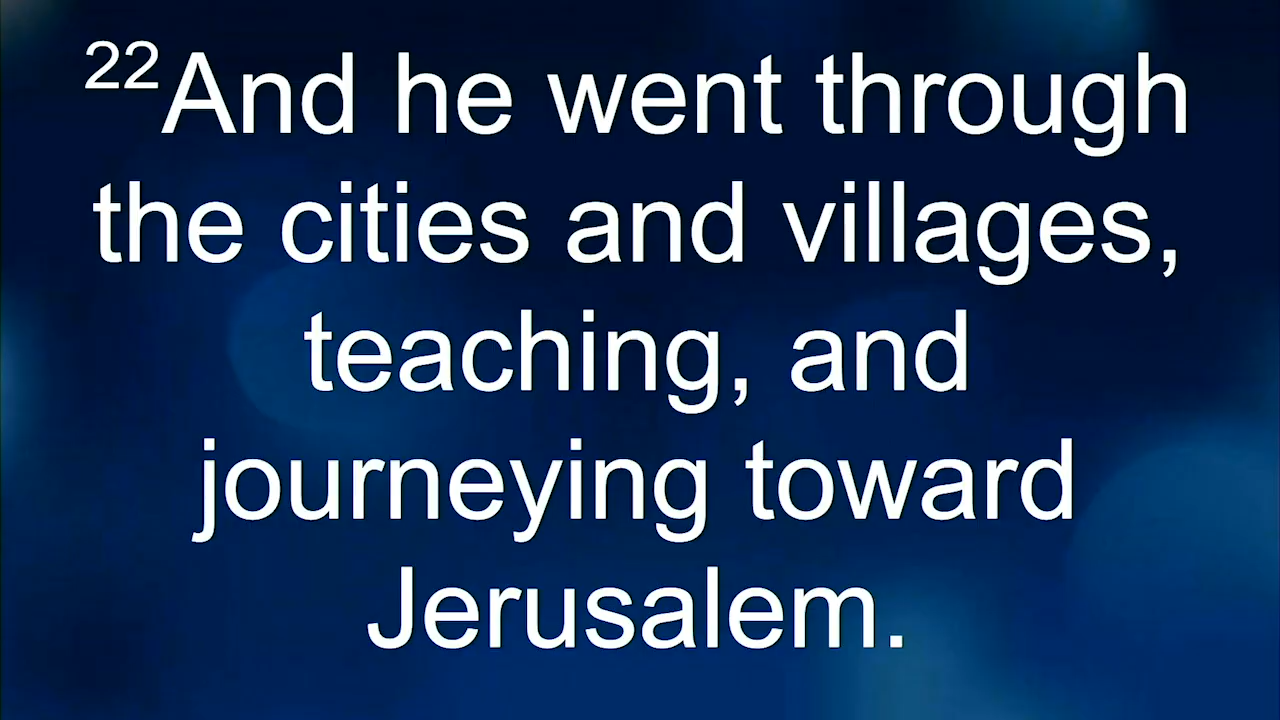 22And he went through
the cities and villages,
teaching, and
journeying toward
Jerusalem.